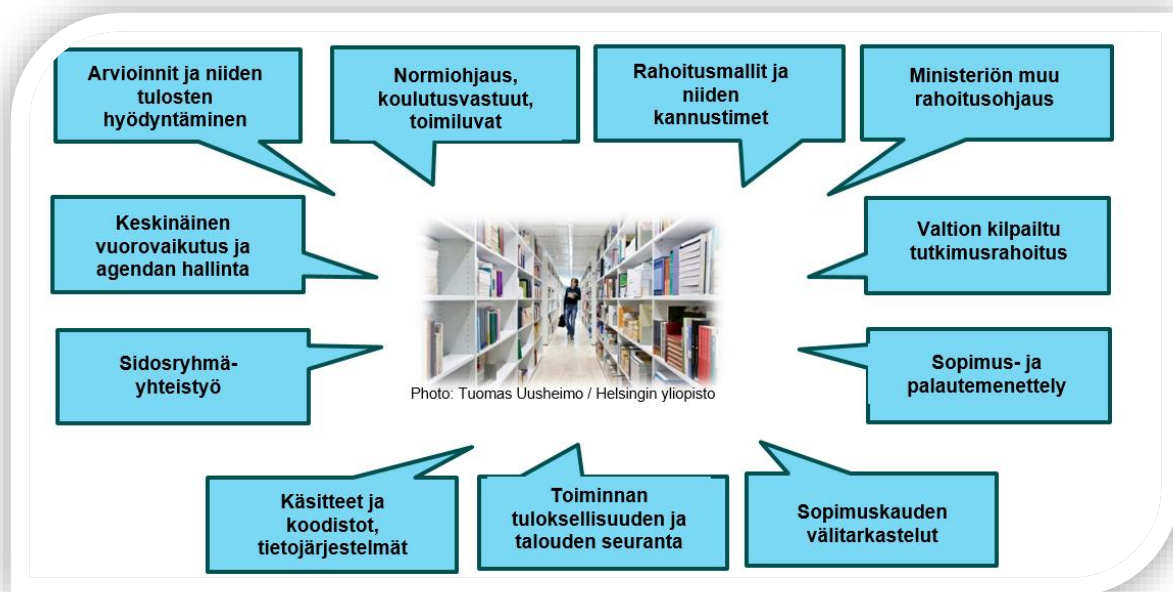 Arvioinnit ja niiden
tulosten
hyödyntäminen
Normiohjaus,
koulutusvastuut,
toimiluvat
Rahoitusmallit ja
niiden
kannustimet
Ministeriön muu
rahoitusohjaus
Keskinäinen
vuorovaikutus ja
agendan hallinta
Valtion kilpailtu
tutkimusrahoitus
Sidosryhmä-
yhteistyö
Sopimus- ja
palautemenettely
Photo: Tuomas Uusheimo / Helsingin yliopisto
Käsitteet ja
koodistot,
tietojärjestelmät
Toiminnan
tuloksellisuuden ja
talouden seuranta
Sopimuskauden
välitarkastelut